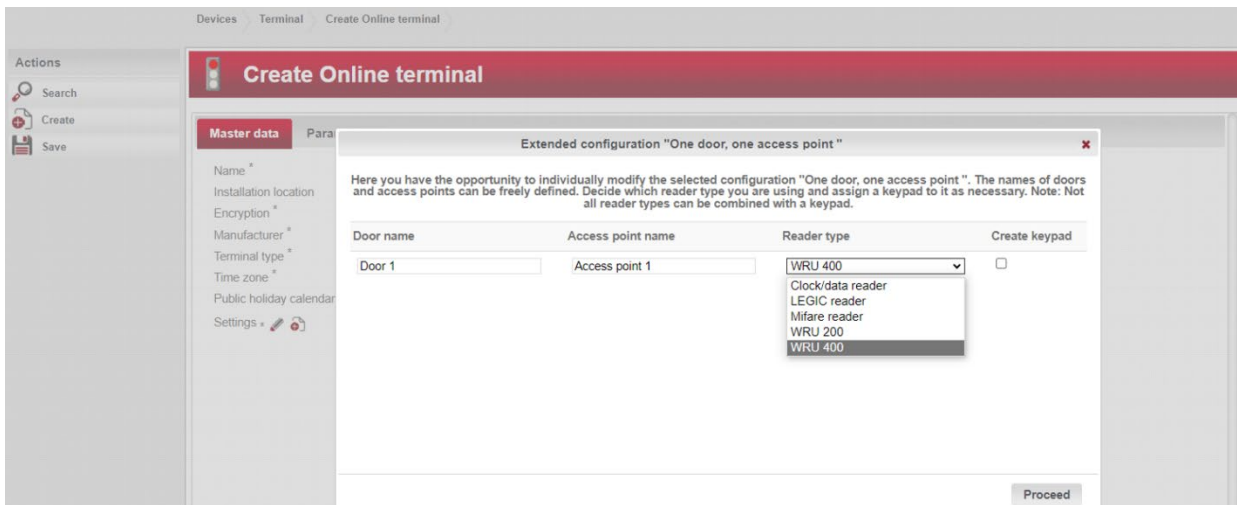 Devices Terminal Create Online terminal
Actions
Search
Create
Save
Create Online terminal
Master data Para
Name *
Installation location
Encryption *
Manufacturer *
Terminal type *
Time zone *
Public holiday calendar
Settings *
Extended configuration "One door, one access point " x
Here you have the opportunity to individually modify the selected configuration "One door, one access point ". The names of doors
and access points can be freely defined. Decide which reader type you are using and assign a keypad to it as necessary. Note: Not
all reader types can be combined with a keypad.
Door name Access point name Reader type Create keypad
Door 1 Access point 1 WRU 400
Clock/data reader
LEGIC reader
Mifare reader
WRU 200
WRU 400
Proceed